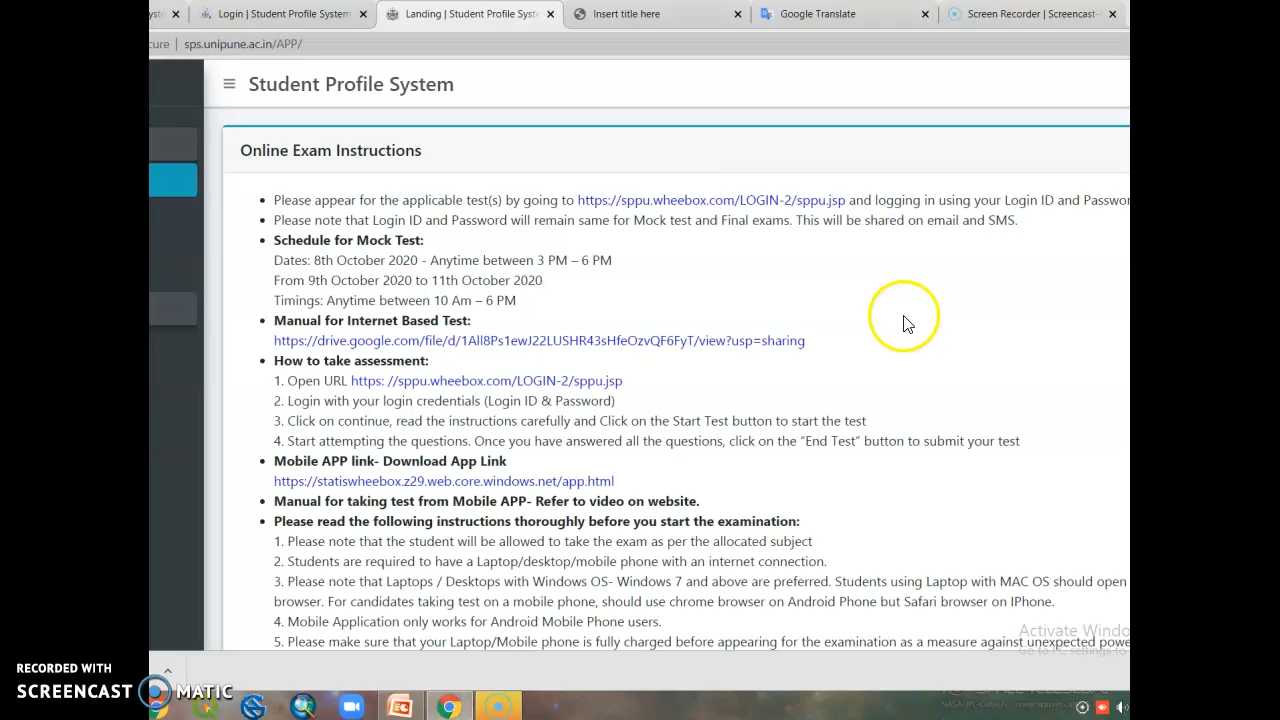 Login | Student Profile System
Landing | Student Profile Syste
Insert title here
Google Translate
Screen Recorder | Screencast-
cure | sps.unipune.ac.in/APP/
Student Profile System
Online Exam Instructions
Please appear for the applicable test(s) by going to https://sppu.wheebox.com/LOGIN-2/sppu.jsp and logging in using your Login ID and Passwor
Please note that Login ID and Password will remain same for Mock test and Final exams. This will be shared on email and SMS.
Schedule for Mock Test:
Dates: 8th October 2020 - Anytime between 3 PM – 6 PM
From 9th October 2020 to 11th October 2020
Timings: Anytime between 10 Am – 6 PM
Manual for Internet Based Test:
https://drive.google.com/file/d/1All8Ps1ewJ22LUSHR43sHfeOzvQF6FyT/view?usp=sharing
How to take assessment:
1. Open URL https: //sppu.wheebox.com/LOGIN-2/sppu.jsp
2. Login with your login credentials (Login ID & Password)
3. Click on continue, read the instructions carefully and Click on the Start Test button to start the test
4. Start attempting the questions. Once you have answered all the questions, click on the “End Test” button to submit your test
Mobile APP link- Download App Link
https://statiswheebox.z29.web.core.windows.net/app.html
Manual for taking test from Mobile APP- Refer to video on website.
Please read the following instructions thoroughly before you start the examination:
1. Please note that the student will be allowed to take the exam as per the allocated subject
2. Students are required to have a Laptop/desktop/mobile phone with an internet connection.
3. Please note that Laptops / Desktops with Windows OS- Windows 7 and above are preferred. Students using Laptop with MAC OS should open
browser. For candidates taking test on a mobile phone, should use chrome browser on Android Phone but Safari browser on IPhone.
4. Mobile Application only works for Android Mobile Phone users.
5. Please make sure that your Laptop/Mobile phone is fully charged before appearing for the examination as a measure against unexpected powe
Activate Windo
Go to PC settings to
RECORDED WITH
SCREENCAST MATIC